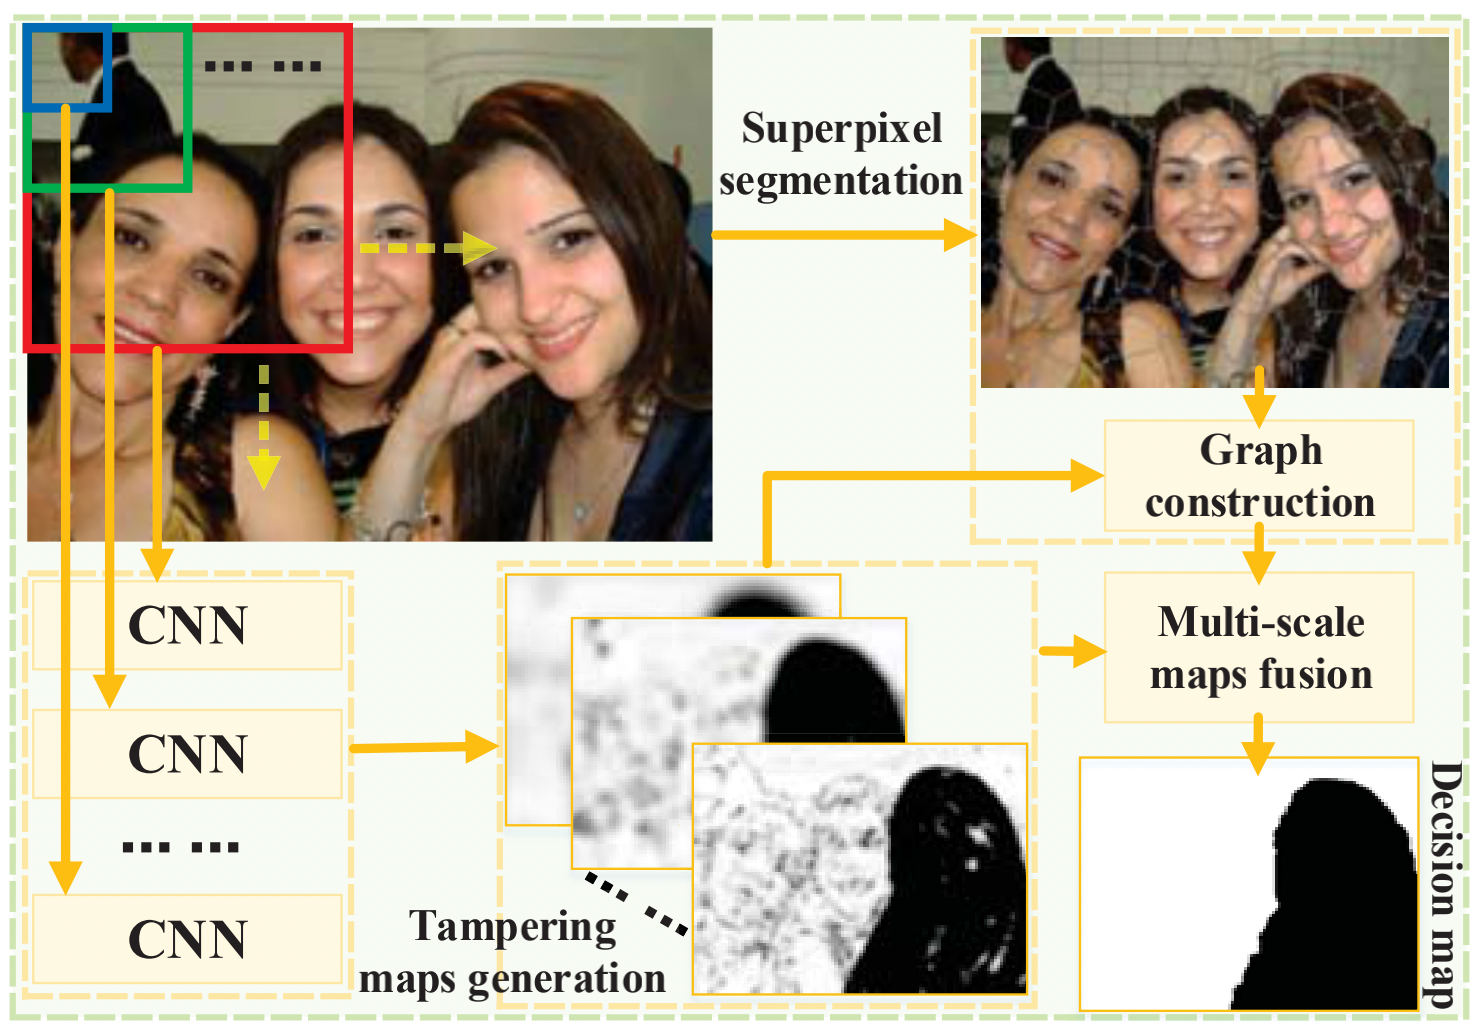 Superpixel
segmentation
Graph
construction
CNN
CNN
CNN
Tampering
maps generation
Multi-scale
maps fusion
Decision map